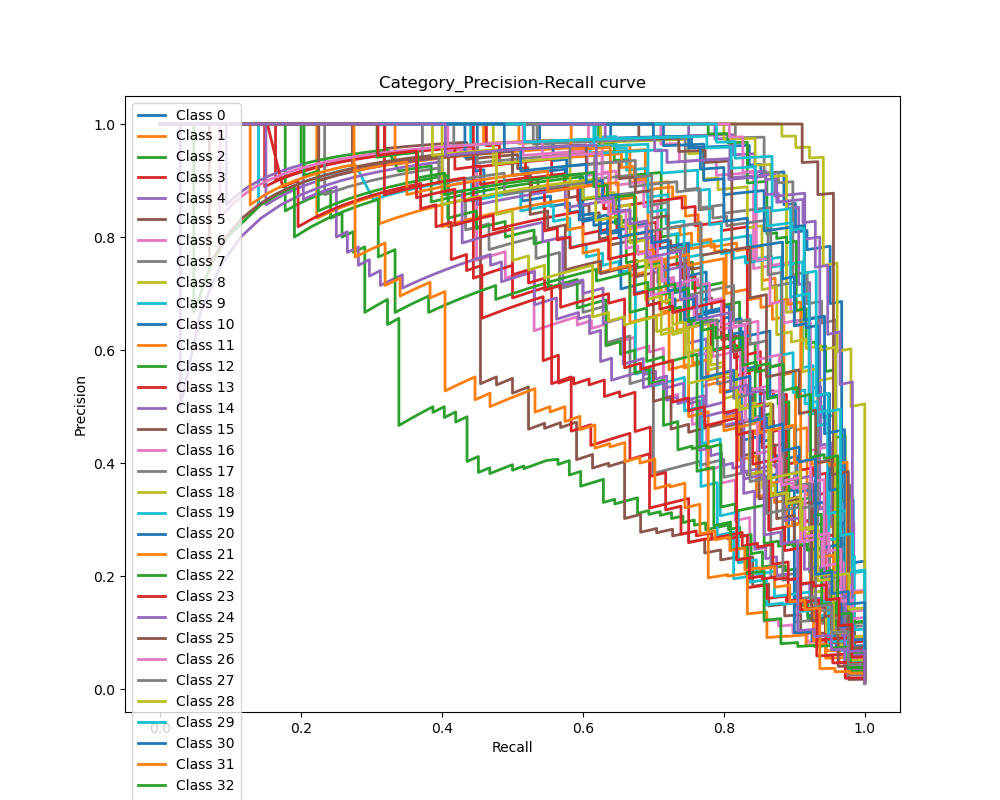 Category_Precision-Recall curve
1.0
0.8
0.6
0.4
0.2
0.0
Precision
Class 0
Class 1
Class 2
Class 3
Class 4
Class 5
Class 6
Class 7
Class 8
Class 9
Class 10
Class 11
Class 12
Class 13
Class 14
Class 15
Class 16
Class 17
Class 18
Class 19
Class 20
Class 21
Class 22
Class 23
Class 24
Class 25
Class 26
Class 27
Class 28
Class 29
Class 30
Class 31
Class 32
0.0 0.2 0.4 0.6 0.8 1.0
Recall